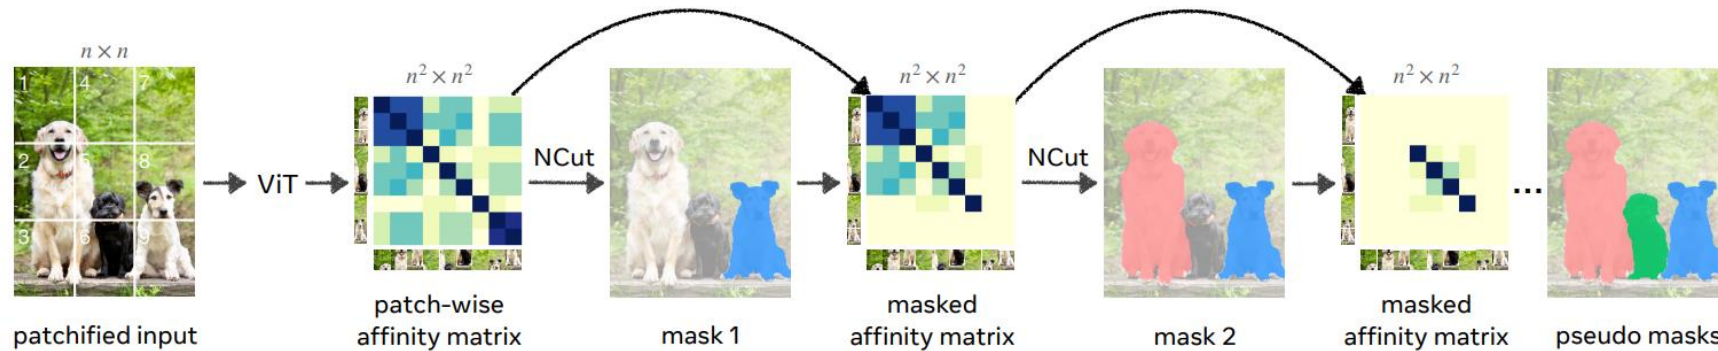 n × n
1 4 7
2 5 8
3 6 9
patchified input
ViT
n² × n²
patch-wise
affinity matrix
NCut
mask 1
n² × n²
masked
affinity matrix
NCut
mask 2
n² × n²
masked
affinity matrix
...
pseudo masks